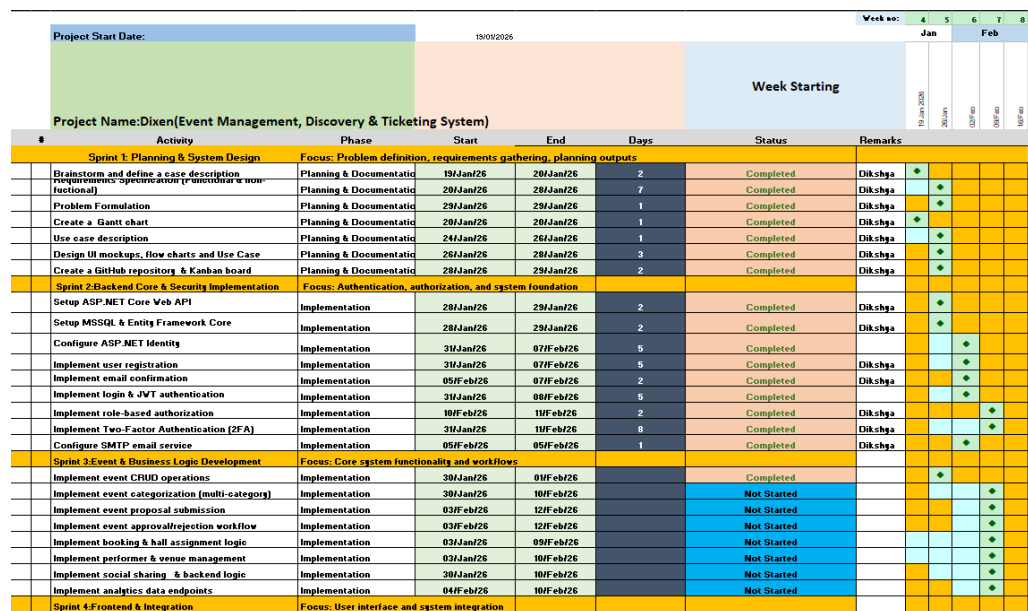 Week no: 4 5 6 7 8
Project Start Date: 19/01/2026 Jan Feb
Week Starting
19 Jan 2026 26/Jan 02/Feb 09/Feb 16/Feb
Project Name:Dixen(Event Management, Discovery & Ticketing System)
# Activity Phase Start End Days Status Remarks
Sprint 1: Planning & System Design Focus: Problem definition, requirements gathering, planning outputs
Brainstorm and define a case description Planning & Documentatio 19/Jan/26 20/Jan/26 2 Completed Dikshya
Requirements Specification (Functional & non-
fuctional) Planning & Documentatio 20/Jan/26 28/Jan/26 7 Completed Dikshya
Problem Formulation Planning & Documentatio 29/Jan/26 29/Jan/26 1 Completed Dikshya
Create a Gantt chart Planning & Documentatio 20/Jan/26 20/Jan/26 1 Completed Dikshya
Use case description Planning & Documentatio 24/Jan/26 26/Jan/26 1 Completed Dikshya
Design UI mockups, flow charts and Use Case Planning & Documentatio 26/Jan/26 28/Jan/26 3 Completed Dikshya
Create a GitHub repository & Kanban board Planning & Documentatio 28/Jan/26 29/Jan/26 2 Completed Dikshya
Sprint 2:Backend Core & Security Implementation Focus: Authentication, authorization, and system foundation
Setup ASP.NET Core Web API Implementation 28/Jan/26 29/Jan/26 2 Completed Dikshya
Setup MSSQL & Entity Framework Core Implementation 28/Jan/26 29/Jan/26 2 Completed Dikshya
Configure ASP.NET Identity Implementation 31/Jan/26 07/Feb/26 5 Completed
Implement user registration Implementation 31/Jan/26 07/Feb/26 5 Completed Dikshya
Implement email confirmation Implementation 05/Feb/26 07/Feb/26 2 Completed Dikshya
Implement login & JWT authentication Implementation 31/Jan/26 08/Feb/26 5 Completed
Implement role-based authorization Implementation 10/Feb/26 11/Feb/26 2 Completed Dikshya
Implement Two-Factor Authentication (2FA) Implementation 31/Jan/26 11/Feb/26 8 Completed Dikshya
Configure SMTP email service Implementation 05/Feb/26 05/Feb/26 1 Completed Dikshya
Sprint 3:Event & Business Logic Development Focus: Core system functionality and workflows
Implement event CRUD operations Implementation 30/Jan/26 01/Feb/26 Completed
Implement event categorization (multi-category) Implementation 30/Jan/26 10/Feb/26 Not Started
Implement event proposal submission Implementation 03/Feb/26 12/Feb/26 Not Started
Implement event approval/rejection workflow Implementation 03/Feb/26 12/Feb/26 Not Started
Implement booking & hall assignment logic Implementation 03/Jan/26 09/Feb/26 Not Started
Implement performer & venue management Implementation 03/Jan/26 10/Feb/26 Not Started
Implement social sharing & backend logic Implementation 30/Jan/26 10/Feb/26 Not Started
Implement analytics data endpoints Implementation 04/Feb/26 10/Feb/26 Not Started
Sprint 4:Frontend & Integration Focus: User interface and system integration